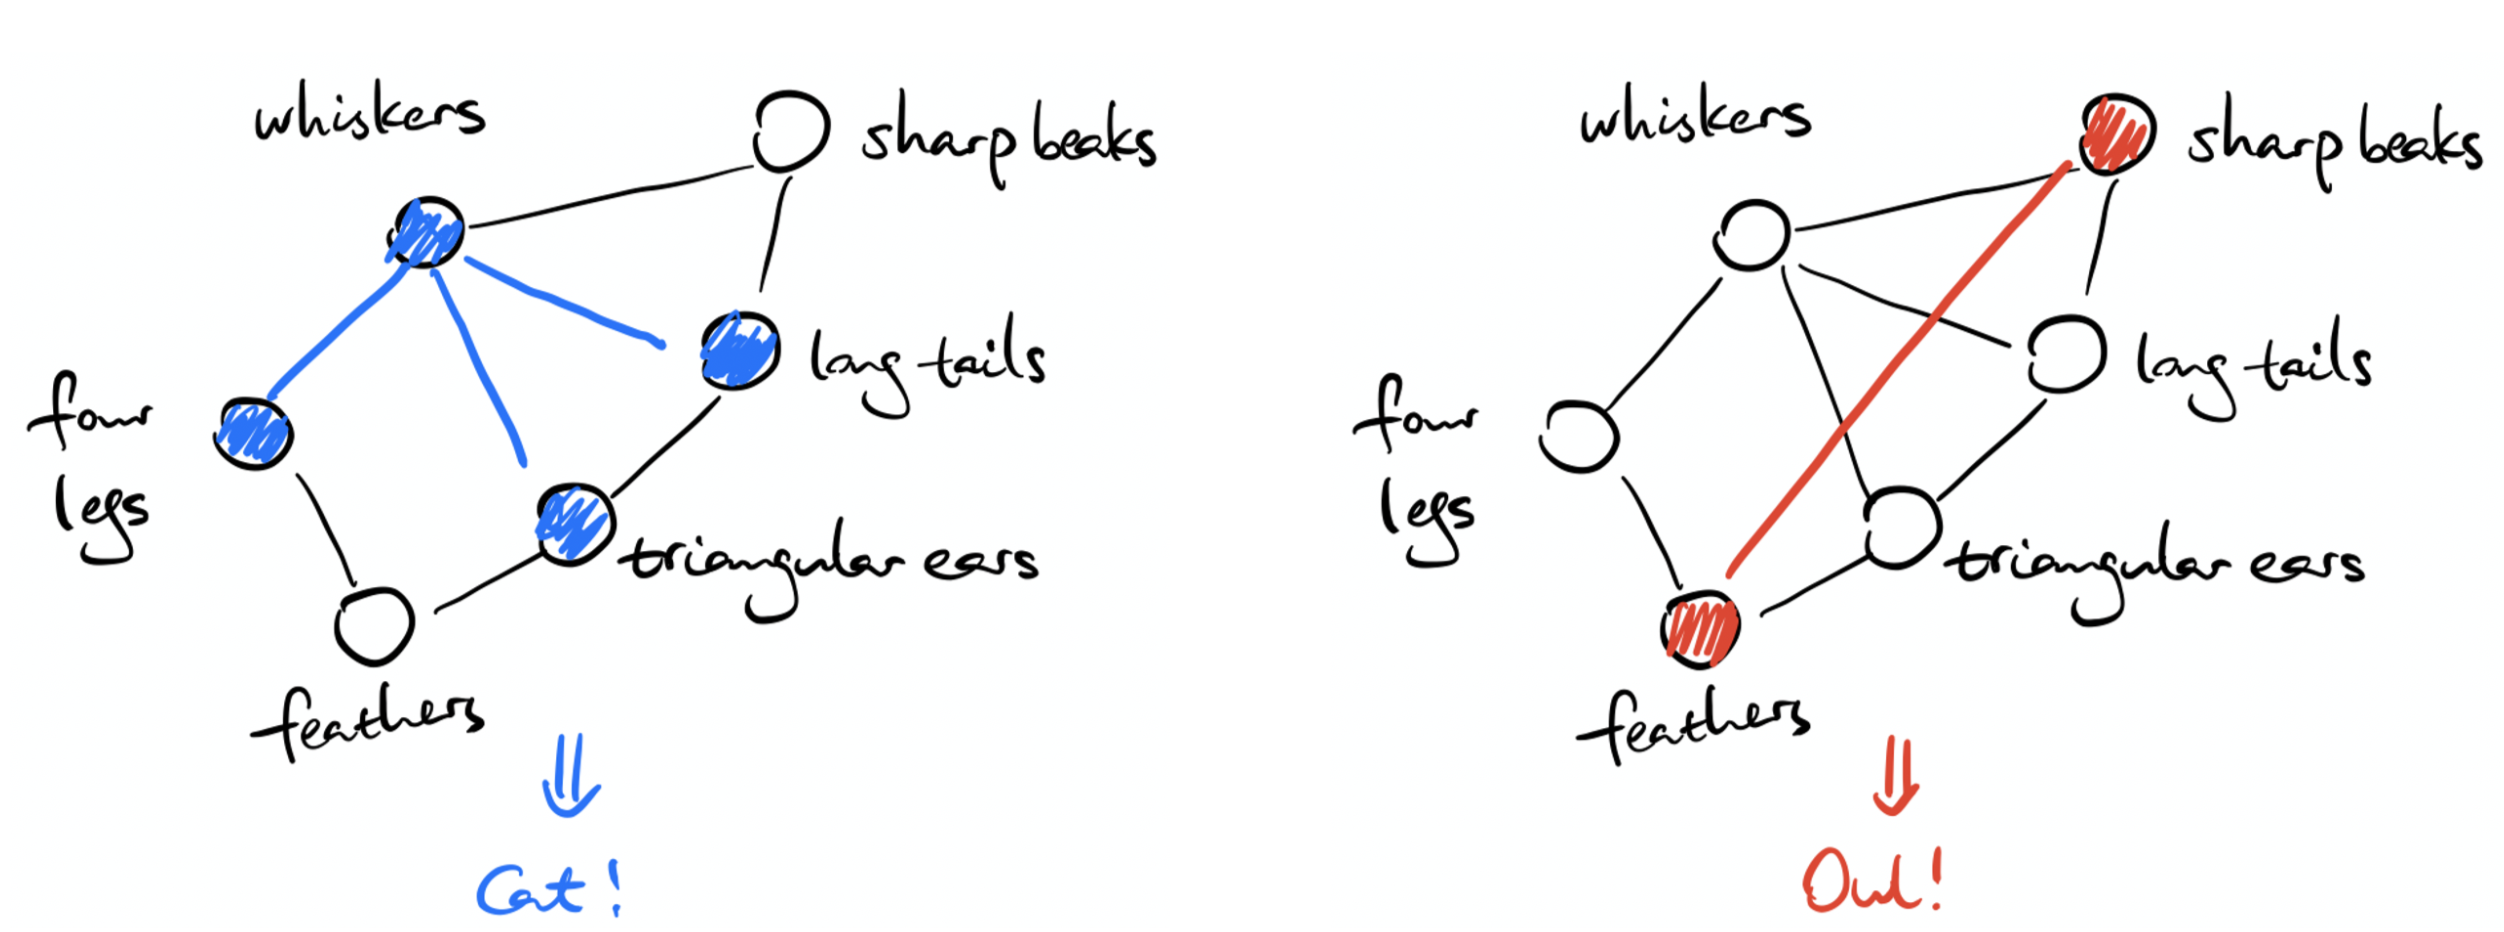 whiskers
sharp beaks
long tails
four
legs
triangular ears
feathers
Cat!
whiskers
sharp beaks
long tails
four
legs
triangular ears
feathers
Owl!